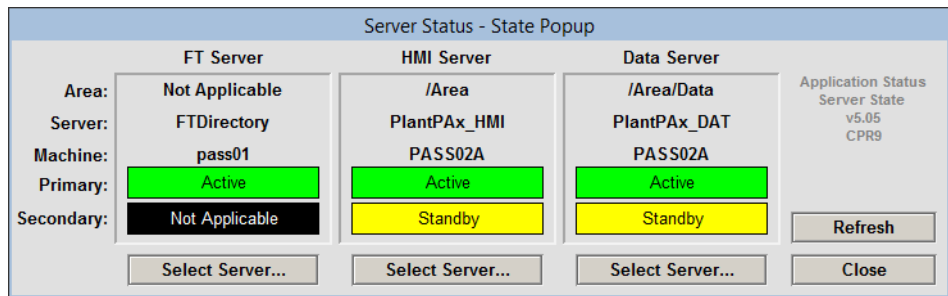 Server Status - State Popup
FT Server HMI Server Data Server
Area: Not Applicable /Area /Area/Data
Server: FTDirectory PlantPAx_HMI PlantPAx_DAT
Machine: pass01 PASS02A PASS02A
Primary: Active Active Active
Secondary: Not Applicable Standby Standby
Select Server... Select Server... Select Server...
Application Status
Server State
v5.05
CPR9
Refresh
Close